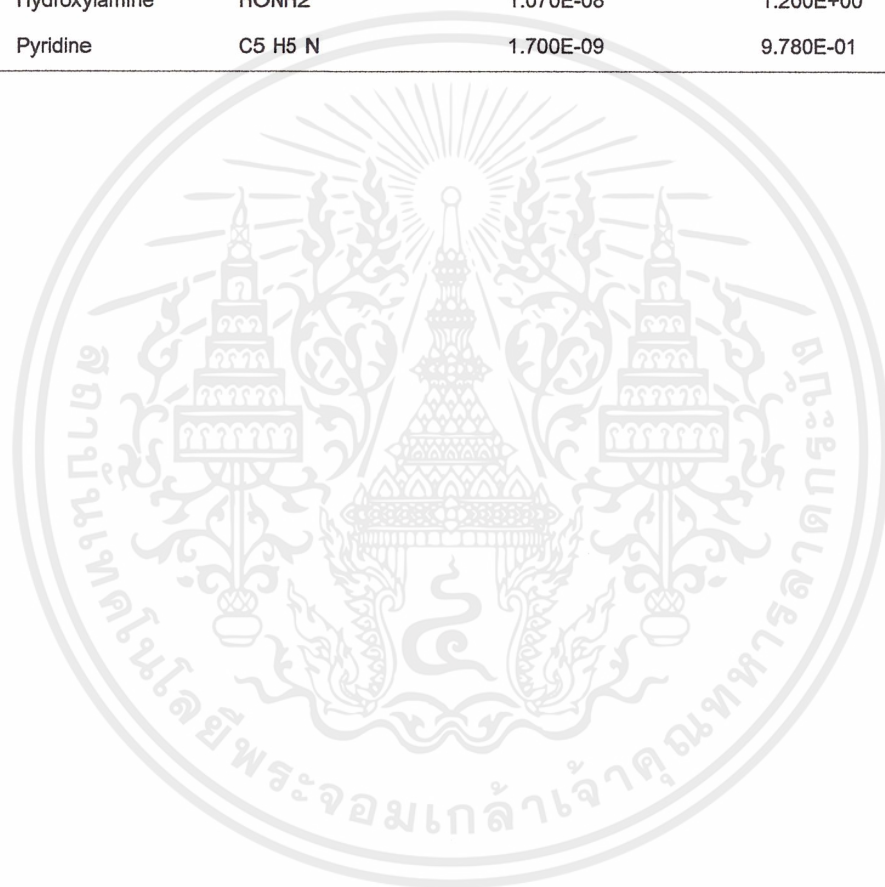 Hydroxylamine HONH2 1.070E-08 1.200E+00
Pyridine C5 H5 N 1.700E-09 9.780E-01
สถาบันเทคโนโลยีพระจอมเกล้าเจ้าคุณทหารลาดกระบัง